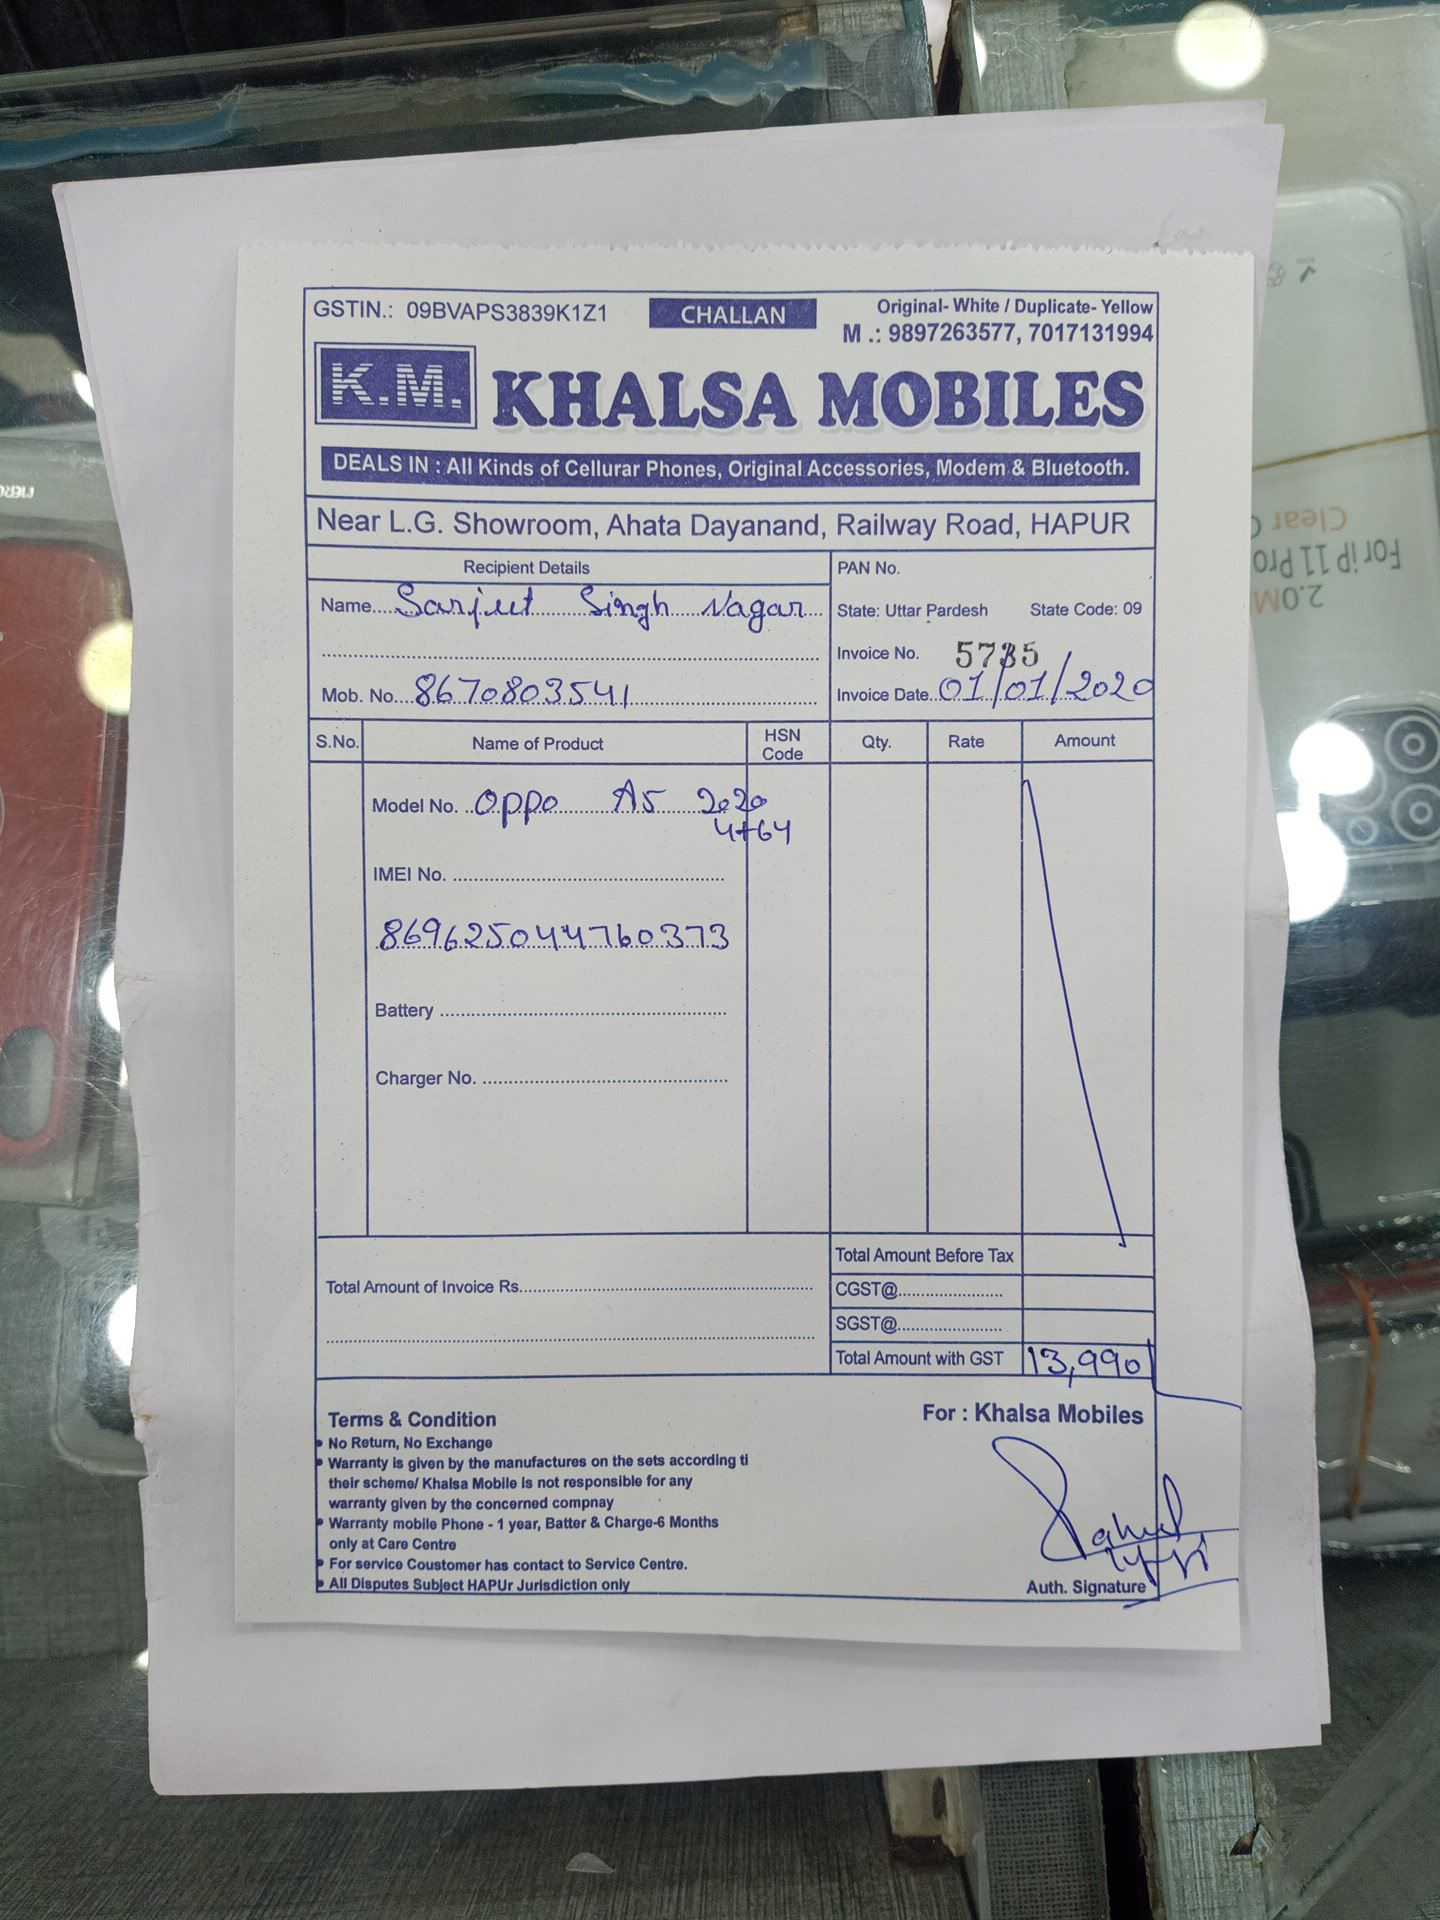 GSTIN.: 09BVAPS3839K1Z1
CHALLAN
Original- White / Duplicate- Yellow
M .: 9897263577, 7017131994
K.M.
KHALSA MOBILES
DEALS IN : All Kinds of Cellurar Phones, Original Accessories, Modem & Bluetooth.
Near L.G. Showroom, Ahata Dayanand, Railway Road, HAPUR
Recipient Details
Name.... Sarjeet Singh Nagar
Mob. No... 8670803541
PAN No.
State: Uttar Pardesh State Code: 09
Invoice No. 5735
Invoice Date.. 01/01/2020
S.No. Name of Product HSN Code Qty. Rate Amount
Model No. .. Oppo A5 2020
4+64
IMEI No. ..........
869625044760373
Battery ..........
Charger No. ..........
Total Amount Before Tax
Total Amount of Invoice Rs..........
CGST@..........
SGST@..........
Total Amount with GST 13,990
Terms & Condition
• No Return, No Exchange
• Warranty is given by the manufactures on the sets according ti
their scheme/ Khalsa Mobile is not responsible for any
warranty given by the concerned compnay
• Warranty mobile Phone - 1 year, Batter & Charge-6 Months
only at Care Centre
• For service Coustomer has contact to Service Centre.
• All Disputes Subject HAPUr Jurisdiction only
For : Khalsa Mobiles
Auth. Signature
Clear
For iP 11 Pro
2.0M